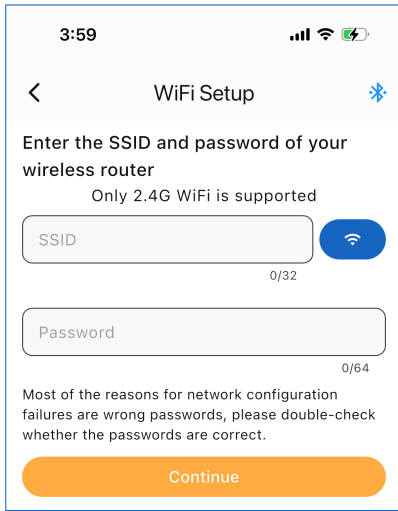 3:59
WiFi Setup
Enter the SSID and password of your
wireless router
Only 2.4G WiFi is supported
SSID
0/32
Password
0/64
Most of the reasons for network configuration
failures are wrong passwords, please double-check
whether the passwords are correct.
Continue